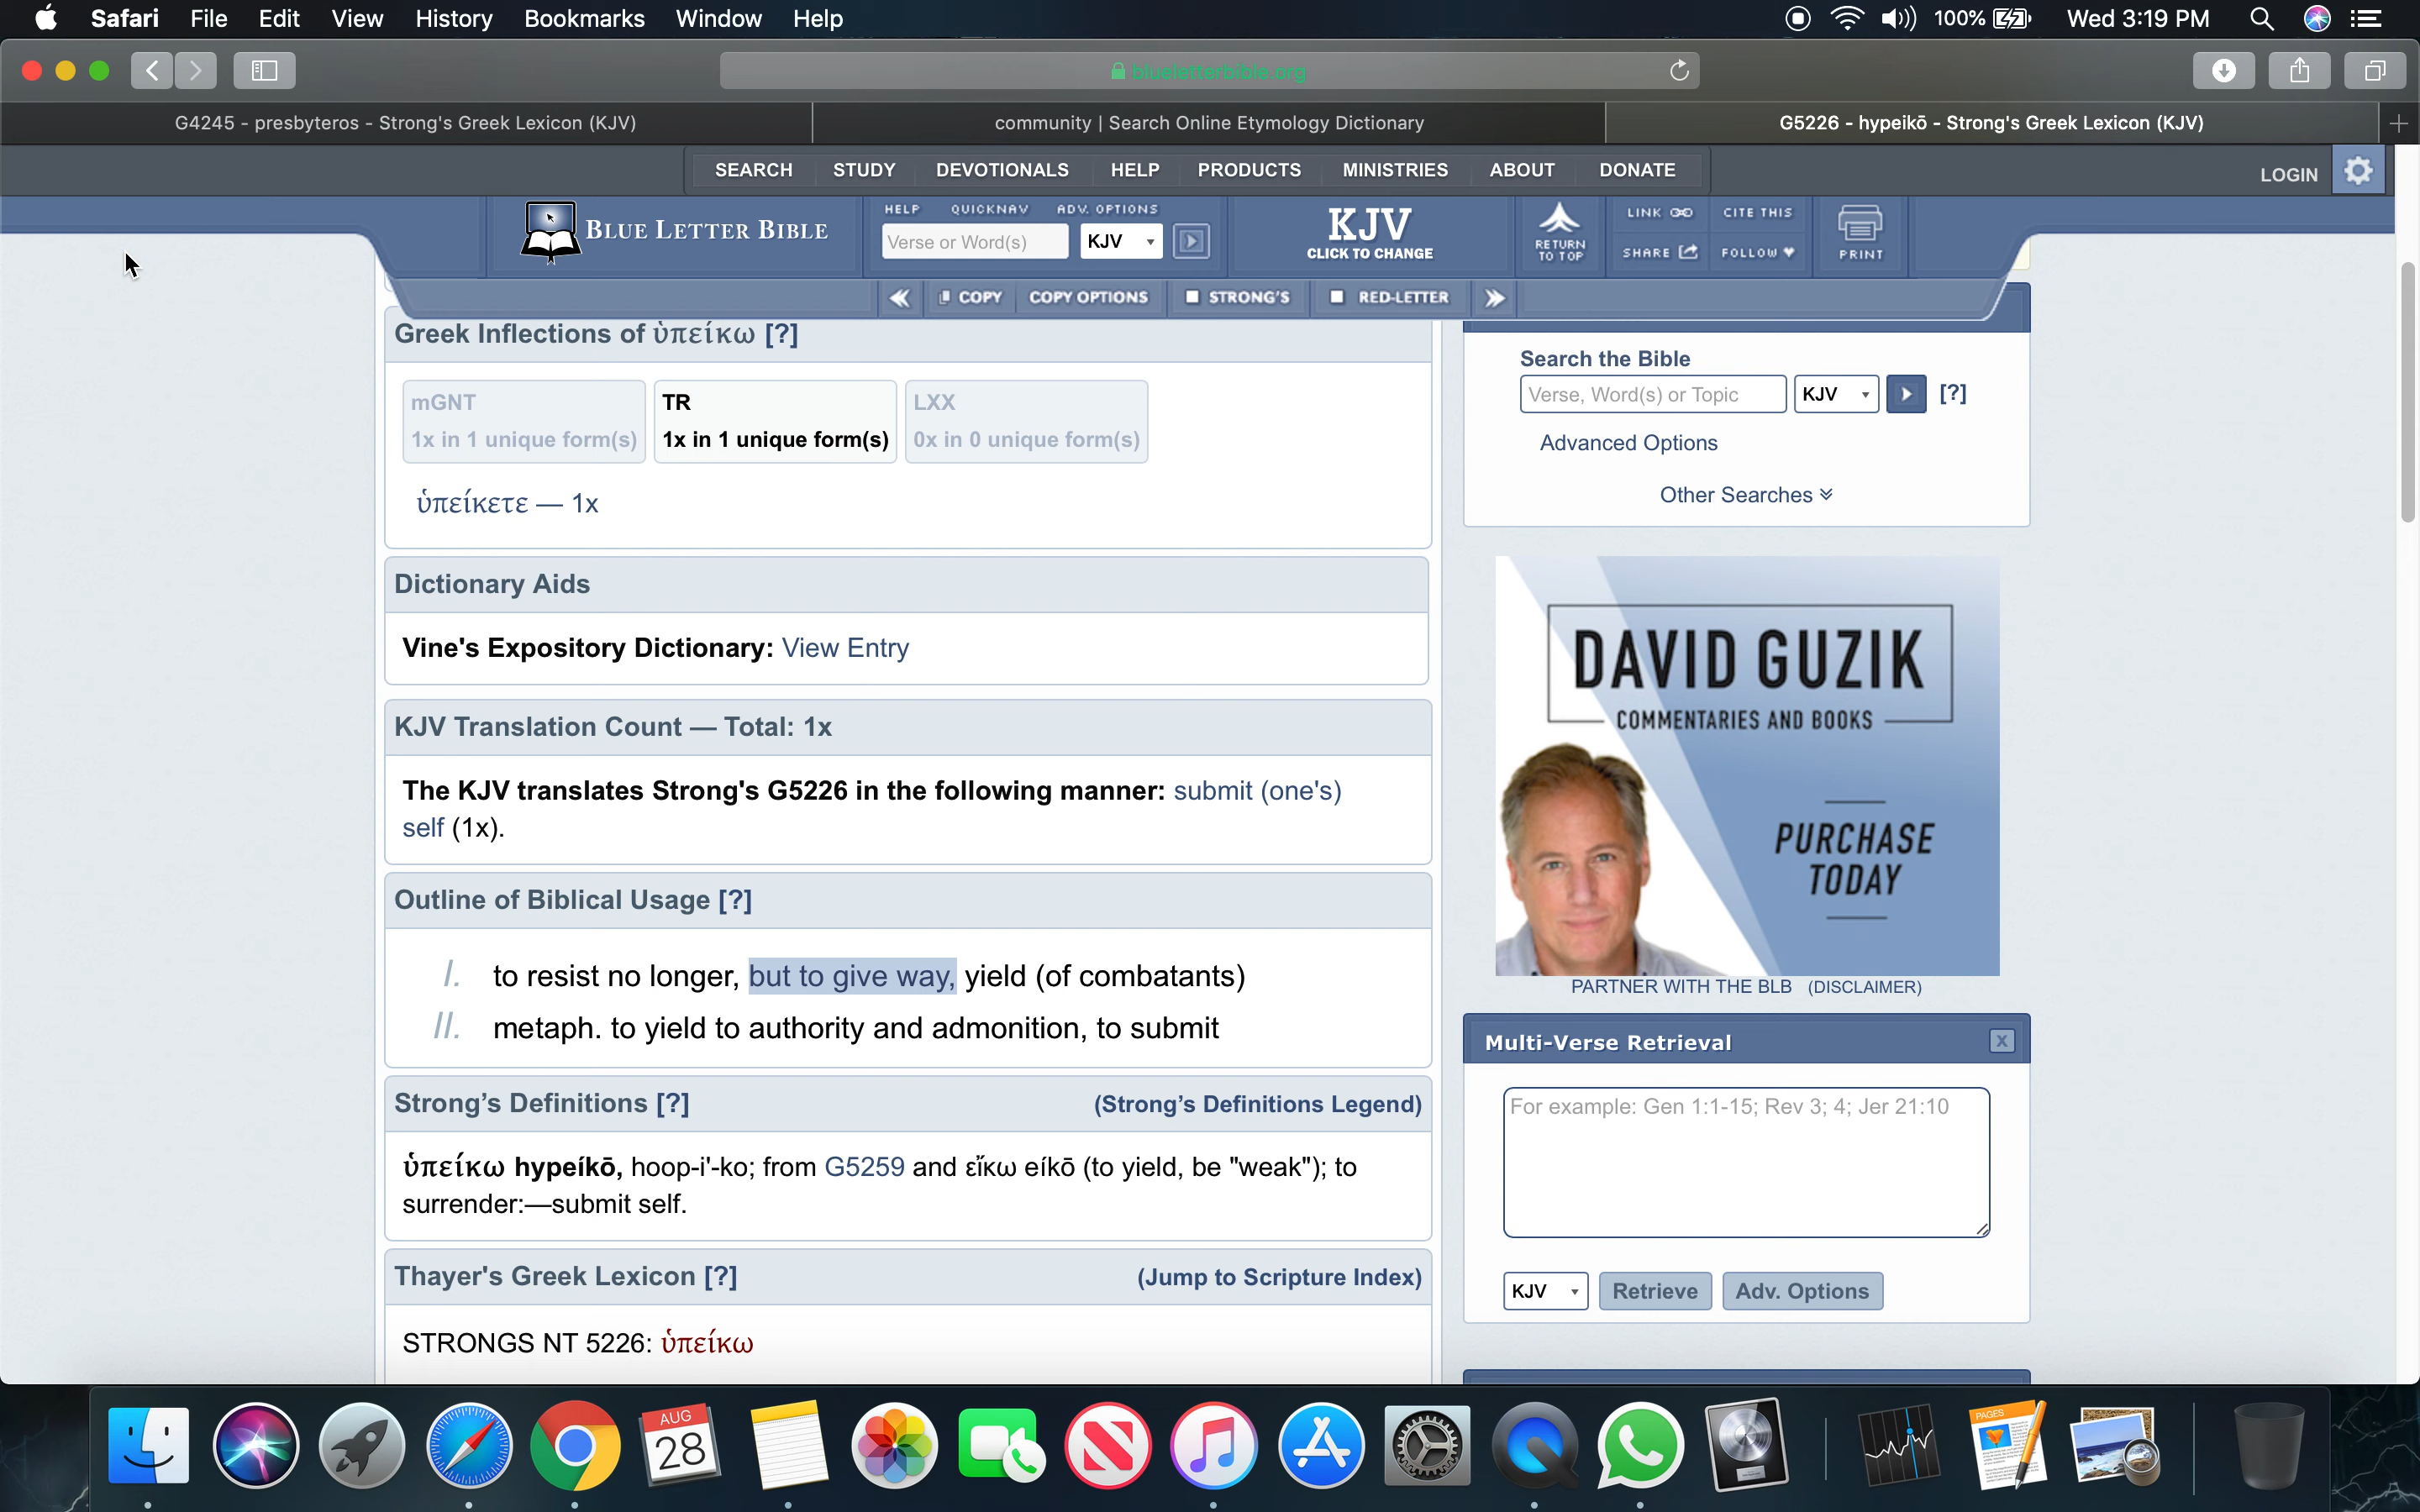 Safari File Edit View History Bookmarks Window Help 100% Wed 3:19 PM
blueletterbible.org
G4245 - presbyteros - Strong's Greek Lexicon (KJV) community | Search Online Etymology Dictionary G5226 - hypeikō - Strong's Greek Lexicon (KJV)
SEARCH STUDY DEVOTIONALS HELP PRODUCTS MINISTRIES ABOUT DONATE LOGIN
BLUE LETTER BIBLE
HELP QUICKNAV ADV. OPTIONS
Verse or Word(s) KJV
KJV
CLICK TO CHANGE
RETURN
TO TOP
LINK CITE THIS
SHARE FOLLOW
PRINT
COPY COPY OPTIONS STRONG'S RED-LETTER
Greek Inflections of ὑπείκω [?]
mGNT
1x in 1 unique form(s)
TR
1x in 1 unique form(s)
LXX
0x in 0 unique form(s)
ὑπείκετε — 1x
Dictionary Aids
Vine's Expository Dictionary: View Entry
KJV Translation Count — Total: 1x
The KJV translates Strong's G5226 in the following manner: submit (one's)
self (1x).
Outline of Biblical Usage [?]
I. to resist no longer, but to give way, yield (of combatants)
II. metaph. to yield to authority and admonition, to submit
Strong's Definitions [?] (Strong's Definitions Legend)
ὑπείκω hypeíkō, hoop-i'-ko; from G5259 and εἴκω eíkō (to yield, be "weak"); to
surrender:—submit self.
Thayer's Greek Lexicon [?] (Jump to Scripture Index)
STRONGS NT 5226: ὑπείκω
Search the Bible
Verse, Word(s) or Topic KJV [?]
Advanced Options
Other Searches
DAVID GUZIK
COMMENTARIES AND BOOKS
PURCHASE
TODAY
PARTNER WITH THE BLB (DISCLAIMER)
Multi-Verse Retrieval X
For example: Gen 1:1-15; Rev 3; 4; Jer 21:10
KJV Retrieve Adv. Options
AUG
28
PAGES